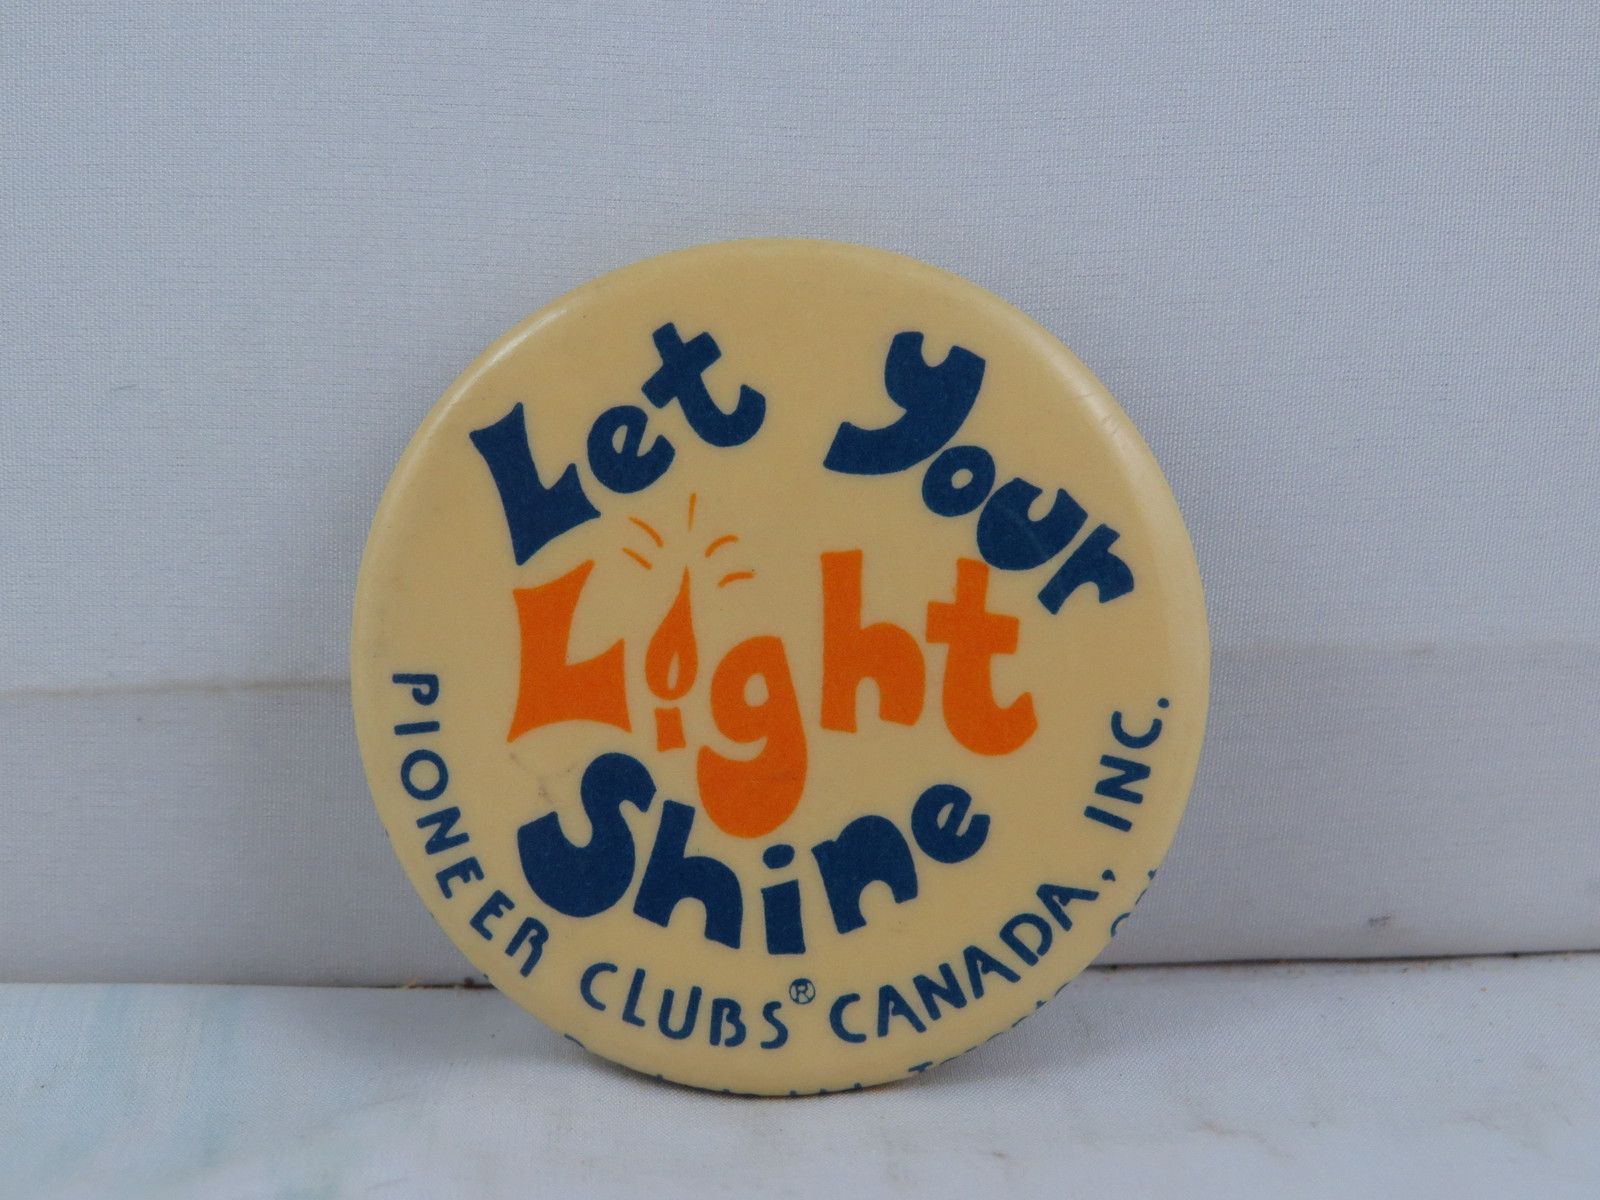 Let Your
Light
Shine
PIONEER CLUBS® CANADA, INC.